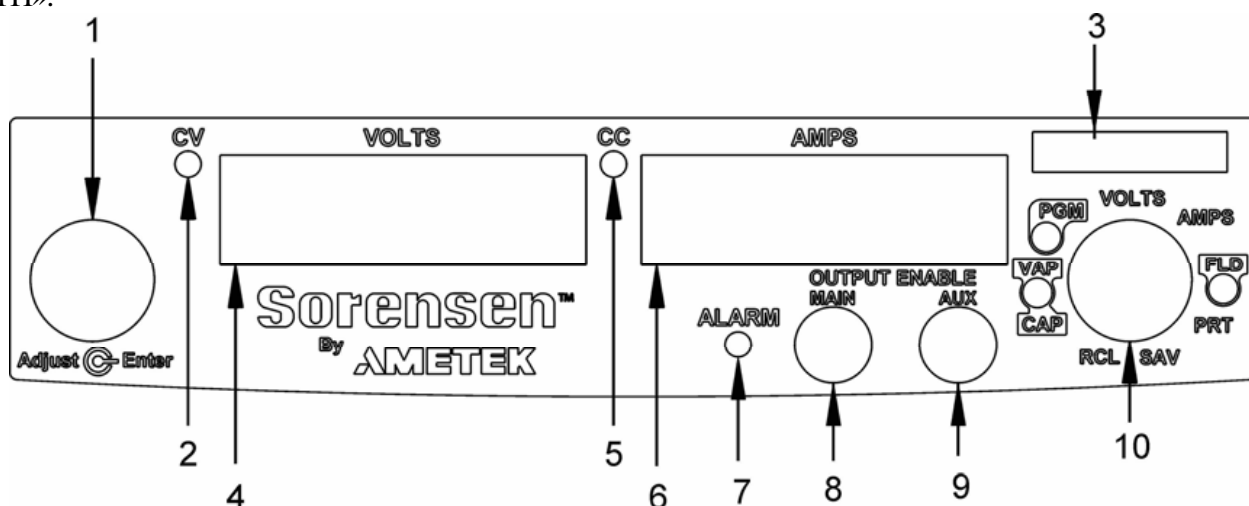 1
3
CV VOLTS CC AMPS
VOLTS
PGM AMPS
VAP FLD
OUTPUT ENABLE
MAIN AUX
Sorensen™
ALARM
CAP PRT
By AMETEK
Adjust Enter
RCL SAV
2 4 5 6 7 8 9 10